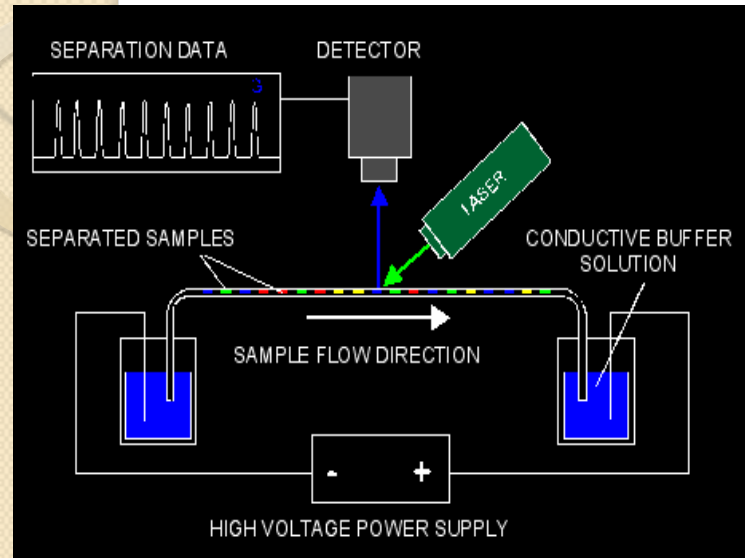 SEPARATION DATA
DETECTOR
G
LASER
SEPARATED SAMPLES
CONDUCTIVE BUFFER
SOLUTION
SAMPLE FLOW DIRECTION
- +
HIGH VOLTAGE POWER SUPPLY